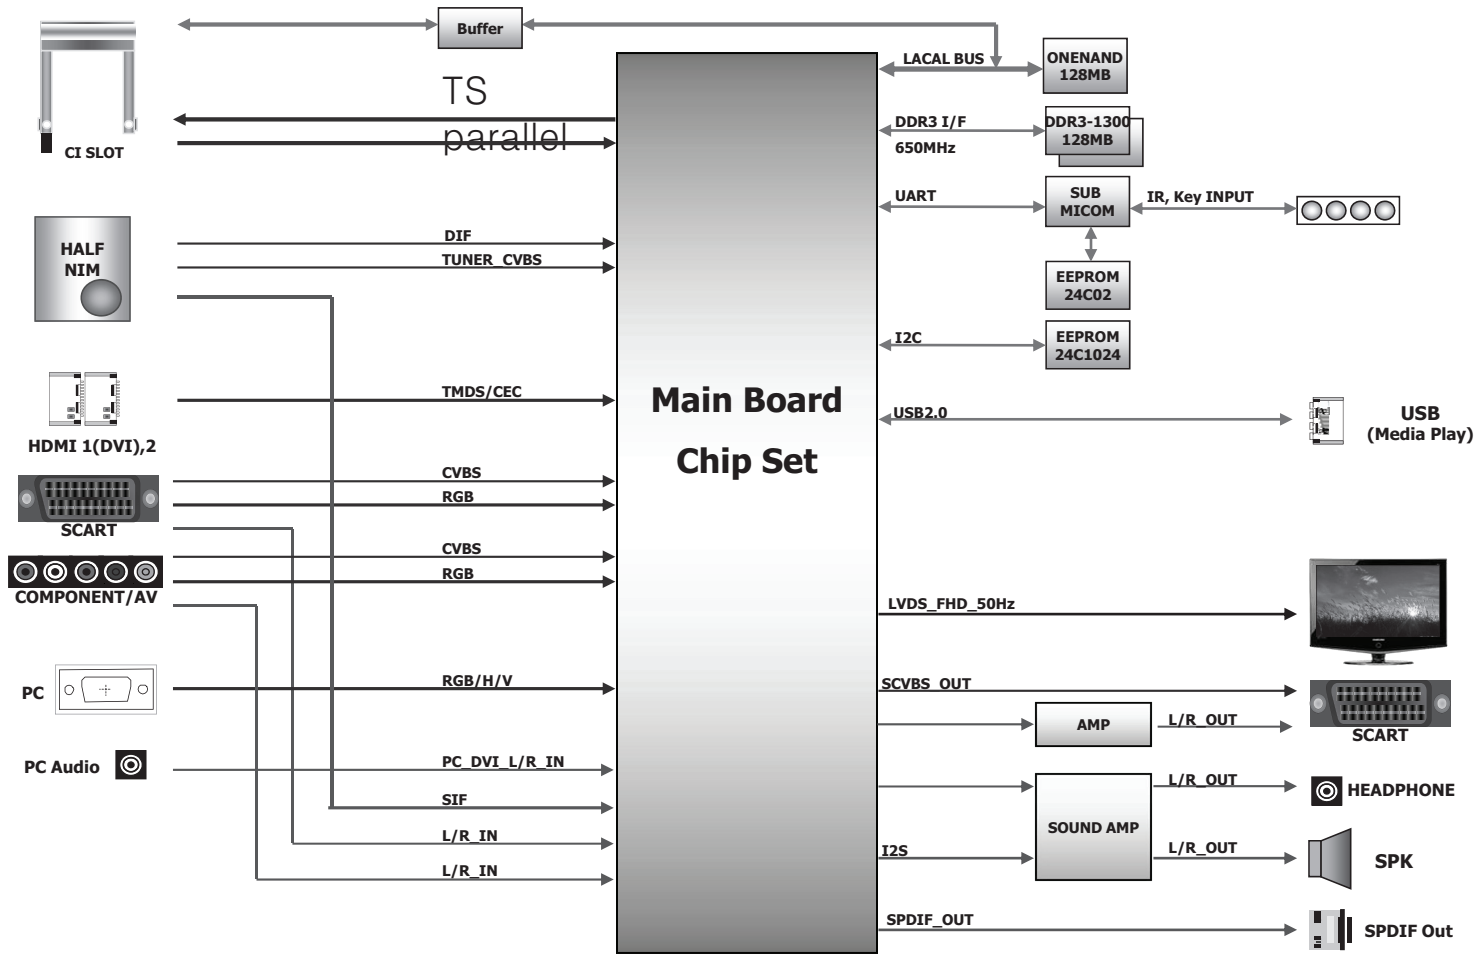 Buffer
TS
parallel
CI SLOT
HALF
NIM
DIF
TUNER_CVBS
HDMI 1(DVI),2
TMDS/CEC
SCART
CVBS
RGB
COMPONENT/AV
CVBS
RGB
PC
RGB/H/V
PC Audio
PC_DVI_L/R_IN
SIF
L/R_IN
L/R_IN
Main Board
Chip Set
LACAL BUS
ONENAND
128MB
DDR3 I/F
650MHz
DDR3-1300
128MB
UART
SUB
MICOM
IR, Key INPUT
EEPROM
24C02
I2C
EEPROM
24C1024
USB2.0
USB
(Media Play)
LVDS_FHD_50Hz
SCVBS_OUT
AMP
L/R_OUT
SCART
SOUND AMP
L/R_OUT
HEADPHONE
I2S
L/R_OUT
SPK
SPDIF_OUT
SPDIF Out